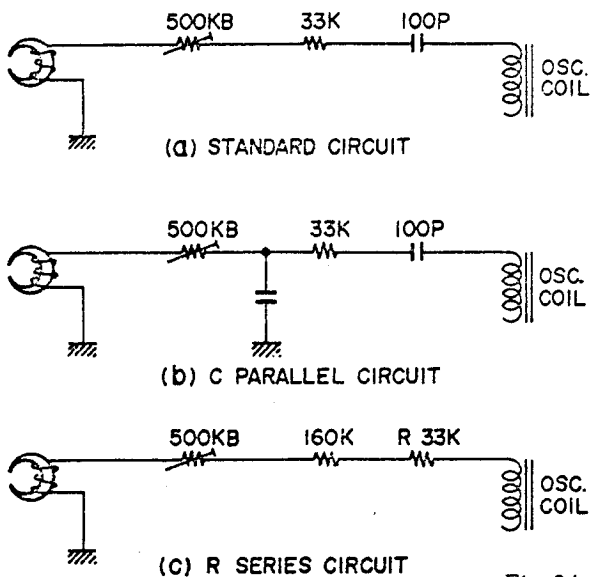 500KB 33K 100P
OSC.
COIL
(a) STANDARD CIRCUIT
500KB 33K 100P
OSC.
COIL
(b) C PARALLEL CIRCUIT
500KB 160K R 33K
OSC.
COIL
(c) R SERIES CIRCUIT